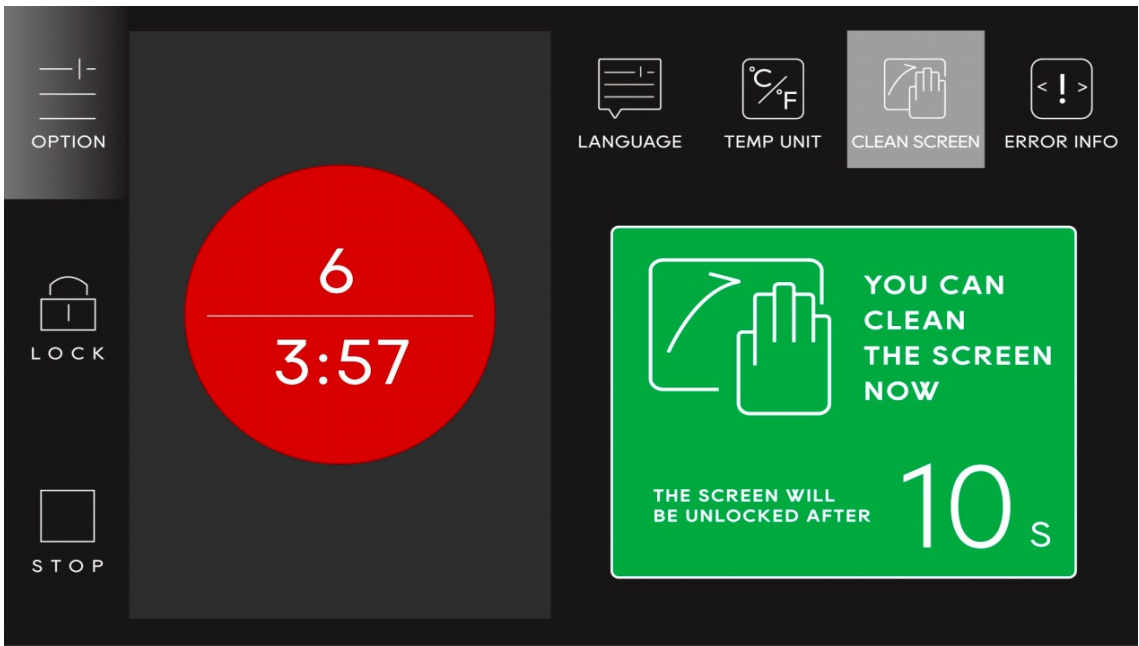 OPTION
LOCK
STOP
6
3:57
LANGUAGE
°C/°F
TEMP UNIT
CLEAN SCREEN
< ! >
ERROR INFO
YOU CAN
CLEAN
THE SCREEN
NOW
THE SCREEN WILL
BE UNLOCKED AFTER
10 s